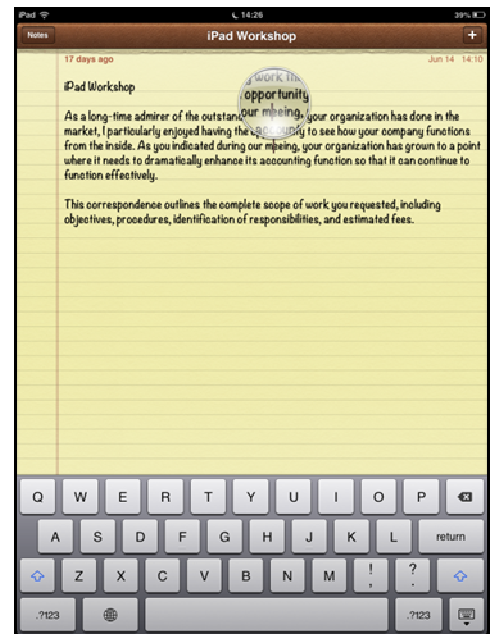 iPad 14:26 39%
Notes iPad Workshop +
17 days ago Jun 14 14:10
iPad Workshop
As a long-time admirer of the outstan your organization has done in the
market, I particularly enjoyed having the to see how your company functions
from the inside. As you indicated during our meeing, your organization has grown to a point
where it needs to dramatically enhance its accounting function so that it can continue to
function effectively.
This correspondence outlines the complete scope of work you requested, including
objectives, procedures, identification of responsibilities, and estimated fees.
work
opportunity
our meeing,
Q W E R T Y U I O P
A S D F G H J K L return
Z X C V B N M ! , ? .
.?123 .?123